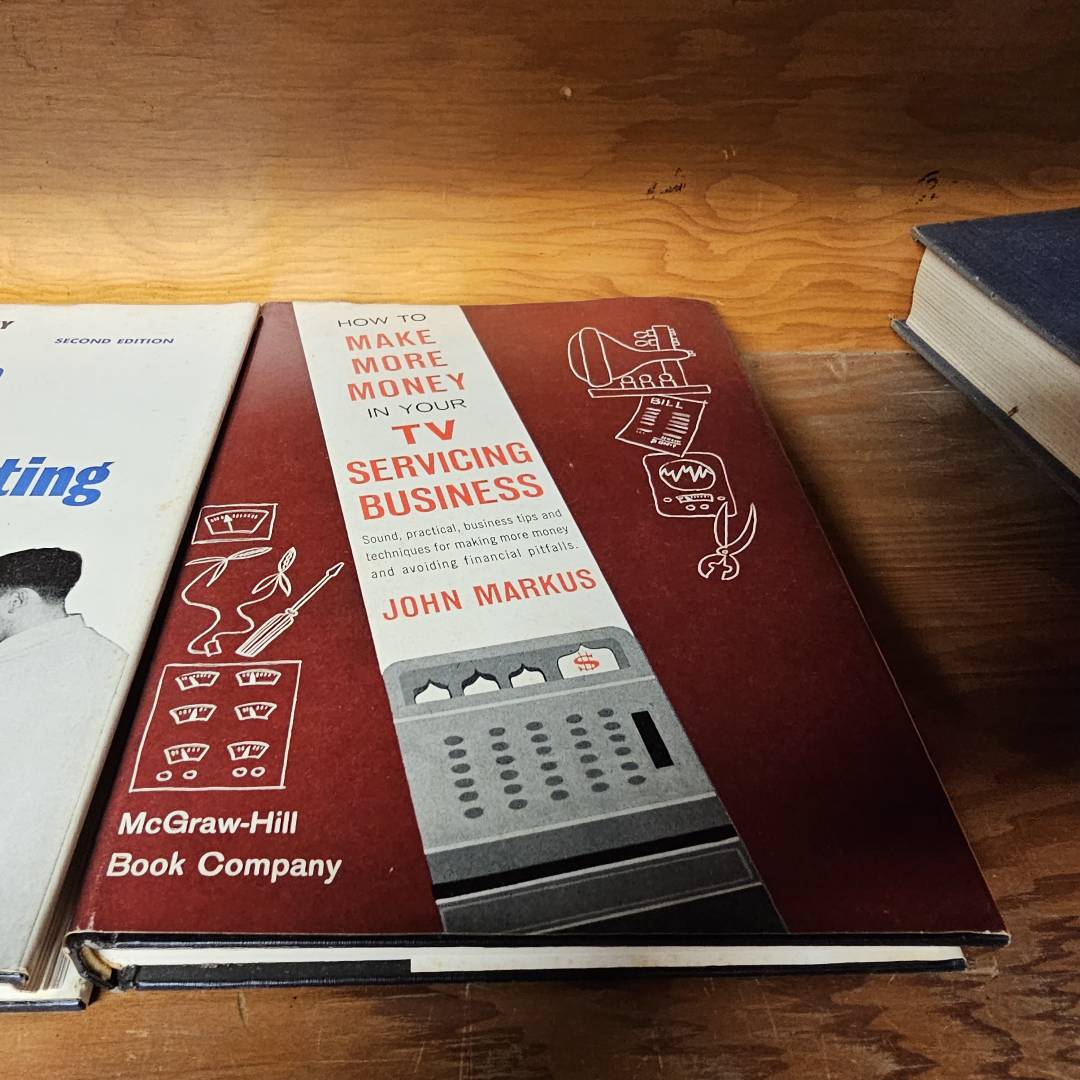 SECOND EDITION
ting
HOW TO
MAKE
MORE
MONEY
IN YOUR
TV
SERVICING
BUSINESS
Sound, practical, business tips and
techniques for making more money
and avoiding financial pitfalls.
JOHN MARKUS
BILL
$
McGraw-Hill
Book Company